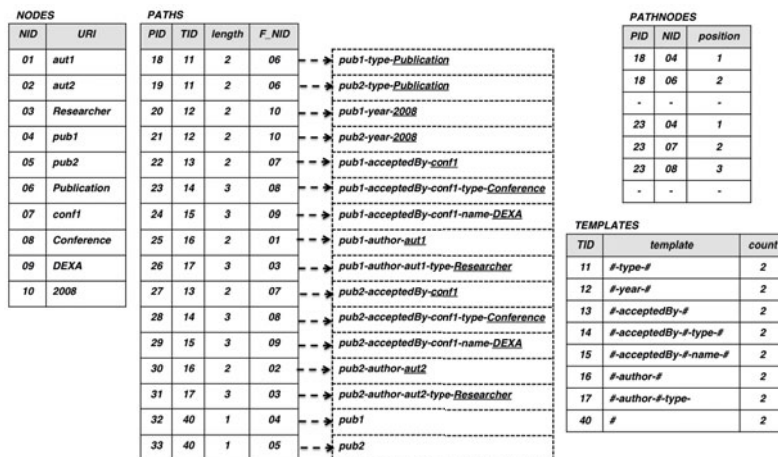 NODES
NID URI
01 aut1
02 aut2
03 Researcher
04 pub1
05 pub2
06 Publication
07 conf1
08 Conference
09 DEXA
10 2008
PATHS
PID TID length F_NID
18 11 2 06 pub1-type-Publication
19 11 2 06 pub2-type-Publication
20 12 2 10 pub1-year-2008
21 12 2 10 pub2-year-2008
22 13 2 07 pub1-acceptedBy-conf1
23 14 3 08 pub1-acceptedBy-conf1-type-Conference
24 15 3 09 pub1-acceptedBy-conf1-name-DEXA
25 16 2 01 pub1-author-aut1
26 17 3 03 pub1-author-aut1-type-Researcher
27 13 2 07 pub2-acceptedBy-conf1
28 14 3 08 pub2-acceptedBy-conf1-type-Conference
29 15 3 09 pub2-acceptedBy-conf1-name-DEXA
30 16 2 02 pub2-author-aut2
31 17 3 03 pub2-author-aut2-type-Researcher
32 40 1 04 pub1
33 40 1 05 pub2
PATHNODES
PID NID position
18 04 1
18 06 2
- - -
23 04 1
23 07 2
23 08 3
- - -
TEMPLATES
TID template count
11 #-type-# 2
12 #-year-# 2
13 #-acceptedBy-# 2
14 #-acceptedBy-#-type-# 2
15 #-acceptedBy-#-name-# 2
16 #-author-# 2
17 #-author-#-type- 2
40 # 2